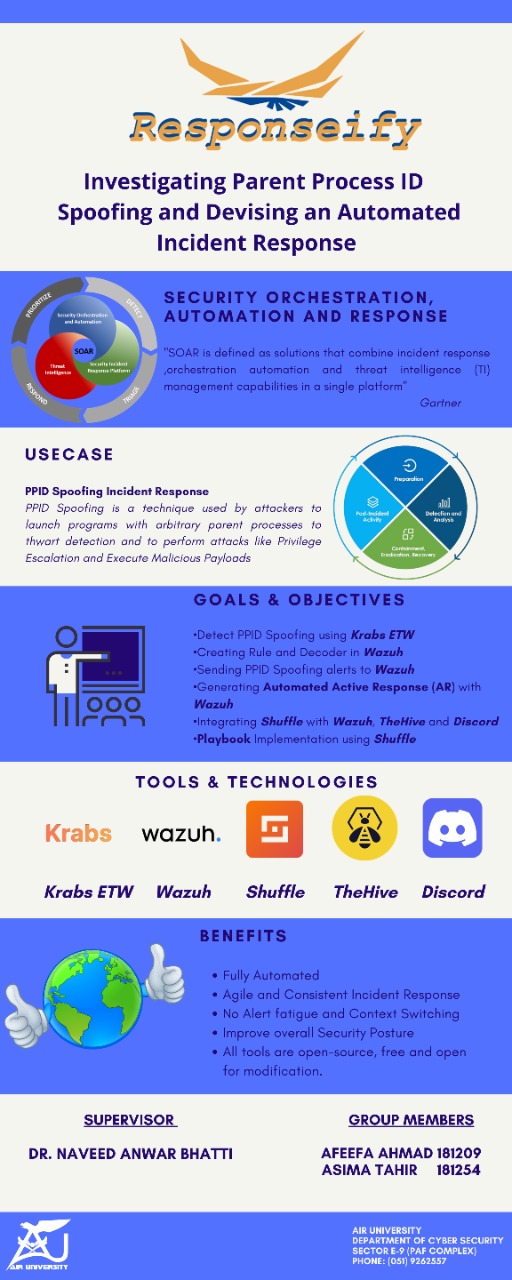 Responseify
Investigating Parent Process ID
Spoofing and Devising an Automated
Incident Response
PRIORITIZE
DETECT
TRIAGE
RESPOND
Security Orchestration
and Automation
SOAR
Threat
Intelligence
Security Incident
Response Platform
SECURITY ORCHESTRATION,
AUTOMATION AND RESPONSE
"SOAR is defined as solutions that combine incident response
,orchestration automation and threat intelligence (TI)
management capabilities in a single platform"
Gartner
USECASE
PPID Spoofing Incident Response
PPID Spoofing is a technique used by attackers to
launch programs with arbitrary parent processes to
thwart detection and to perform attacks like Privilege
Escalation and Execute Malicious Payloads
Preparation
Detection and
Analysis
Containment,
Eradication, Recovery
Post-Incident
Activity
GOALS & OBJECTIVES
•Detect PPID Spoofing using Krabs ETW
•Creating Rule and Decoder in Wazuh
•Sending PPID Spoofing alerts to Wazuh
•Generating Automated Active Response (AR) with
Wazuh
•Integrating Shuffle with Wazuh, TheHive and Discord
•Playbook Implementation using Shuffle
TOOLS & TECHNOLOGIES
Krabs
wazuh.
Krabs ETW Wazuh Shuffle TheHive Discord
BENEFITS
• Fully Automated
• Agile and Consistent Incident Response
• No Alert fatigue and Context Switching
• Improve overall Security Posture
• All tools are open-source, free and open
for modification.
SUPERVISOR
DR. NAVEED ANWAR BHATTI
GROUP MEMBERS
AFEEFA AHMAD 181209
ASIMA TAHIR 181254
AIR UNIVERSITY
AIR UNIVERSITY
DEPARTMENT OF CYBER SECURITY
SECTOR E-9 (PAF COMPLEX)
PHONE: (051) 9262557